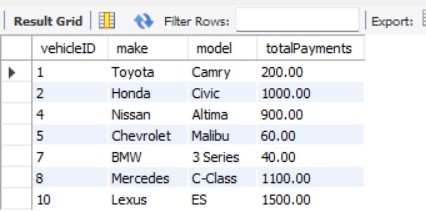 Result Grid Filter Rows: Export:
vehicleID make model totalPayments
1 Toyota Camry 200.00
2 Honda Civic 1000.00
4 Nissan Altima 900.00
5 Chevrolet Malibu 60.00
7 BMW 3 Series 40.00
8 Mercedes C-Class 1100.00
10 Lexus ES 1500.00